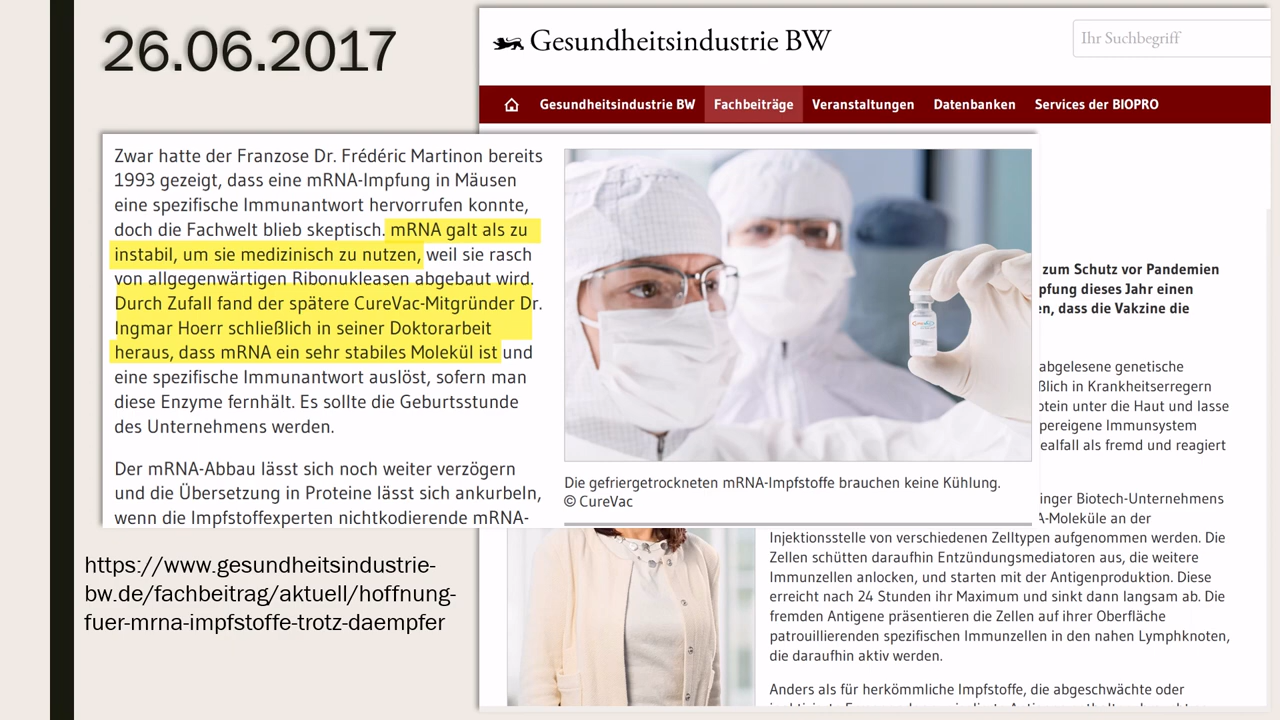 26.06.2017
Gesundheitsindustrie BW
Ihr Suchbegriff
Gesundheitsindustrie BW
Fachbeiträge
Veranstaltungen
Datenbanken
Services der BIOPRO
Zwar hatte der Franzose Dr. Frédéric Martinon bereits
1993 gezeigt, dass eine mRNA-Impfung in Mäusen
eine spezifische Immunantwort hervorrufen konnte,
doch die Fachwelt blieb skeptisch. mRNA galt als zu
instabil, um sie medizinisch zu nutzen, weil sie rasch
von allgegenwärtigen Ribonukleasen abgebaut wird.
Durch Zufall fand der spätere CureVac-Mitgründer Dr.
Ingmar Hoerr schließlich in seiner Doktorarbeit
heraus, dass mRNA ein sehr stabiles Molekül ist und
eine spezifische Immunantwort auslöst, sofern man
diese Enzyme fernhält. Es sollte die Geburtsstunde
des Unternehmens werden.
Der mRNA-Abbau lässt sich noch weiter verzögern
und die Übersetzung in Proteine lässt sich ankurbeln,
wenn die Impfstoffexperten nichtkodierende mRNA-
Die gefriergetrockneten mRNA-Impfstoffe brauchen keine Kühlung.
© CureVac
zum Schutz vor Pandemien
pfung dieses Jahr einen
en, dass die Vakzine die
abgelesene genetische
ßlich in Krankheitserregern
otein unter die Haut und lasse
pereigene Immunsystem
ealfall als fremd und reagiert
inger Biotech-Unternehmens
A-Moleküle an der
Injektionsstelle von verschiedenen Zelltypen aufgenommen werden. Die
Zellen schütten daraufhin Entzündungsmediatoren aus, die weitere
Immunzellen anlocken, und starten mit der Antigenproduktion. Diese
erreicht nach 24 Stunden ihr Maximum und sinkt dann langsam ab. Die
fremden Antigene präsentieren die Zellen auf ihrer Oberfläche
patrouillierenden spezifischen Immunzellen in den nahen Lymphknoten,
die daraufhin aktiv werden.
Anders als für herkömmliche Impfstoffe, die abgeschwächte oder
https://www.gesundheitsindustrie-
bw.de/fachbeitrag/aktuell/hoffnung-
fuer-mrna-impfstoffe-trotz-daempfer